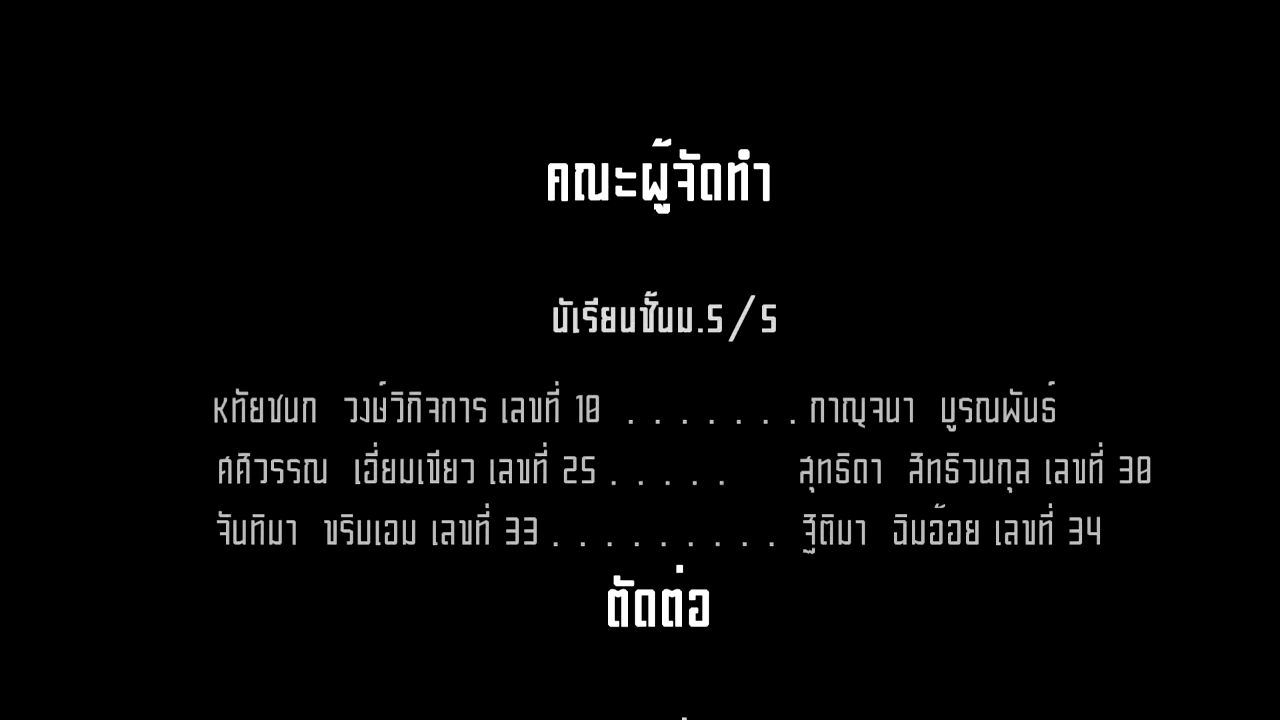 คณะผู้จัดทำ
นัเรียนชั้นม.5/5
หทัยชนก วงษ์วิกิจการ เลขที่ 10 . . . . . . . กาญจนา บูรณพันธ์
ศศิวรรณ เอี่ยมเขียว เลขที่ 25 . . . . . สุทธิดา สิทธิวนกุล เลขที่ 30
จันทิมา ขริบเอม เลขที่ 33 . . . . . . . . . ฐิติมา ฉิมอ้อย เลขที่ 34
ตัดต่อ